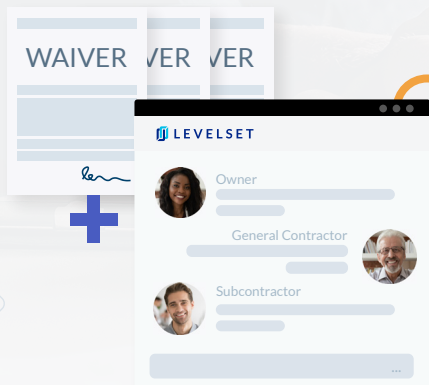 WAIVER
VER
VER
LEVELSET
Owner
General Contractor
Subcontractor
...